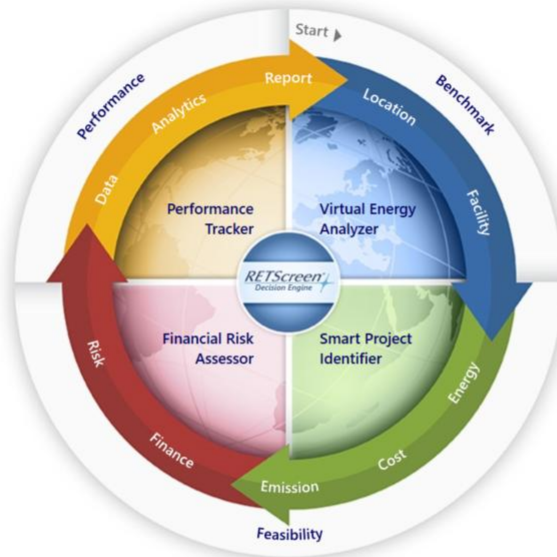 Start
Performance
Benchmark
Report
Analytics
Data
Location
Facility
Performance
Tracker
Virtual Energy
Analyzer
RETScreen
Decision Engine
Financial Risk
Assessor
Smart Project
Identifier
Risk
Finance
Energy
Cost
Emission
Feasibility